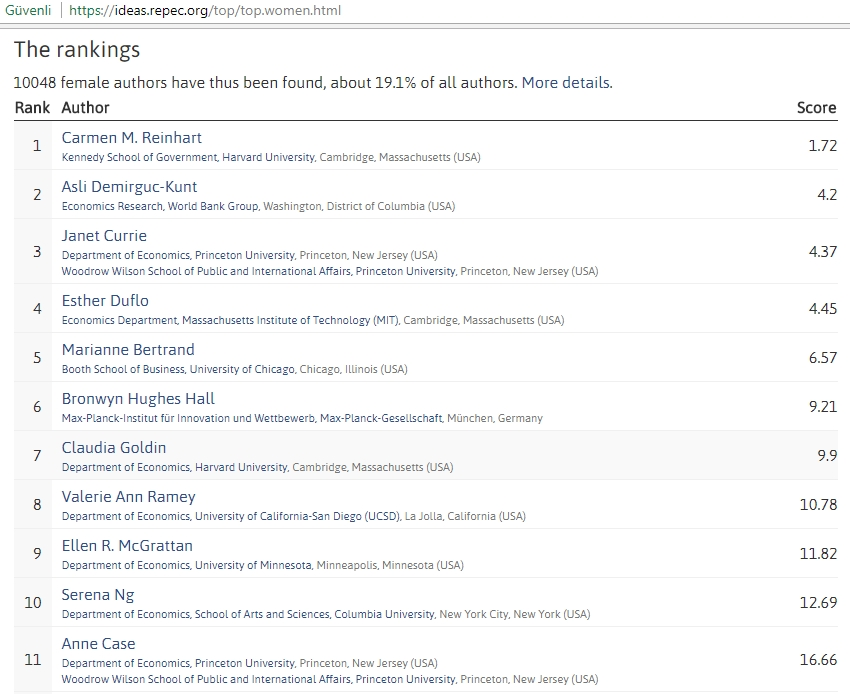 Güvenli https://ideas.repec.org/top/top.women.html
The rankings
10048 female authors have thus been found, about 19.1% of all authors. More details.
Rank Author Score
1 Carmen M. Reinhart 1.72
Kennedy School of Government, Harvard University, Cambridge, Massachusetts (USA)
2 Asli Demirguc-Kunt 4.2
Economics Research, World Bank Group, Washington, District of Columbia (USA)
3 Janet Currie 4.37
Department of Economics, Princeton University, Princeton, New Jersey (USA)
Woodrow Wilson School of Public and International Affairs, Princeton University, Princeton, New Jersey (USA)
4 Esther Duflo 4.45
Economics Department, Massachusetts Institute of Technology (MIT), Cambridge, Massachusetts (USA)
5 Marianne Bertrand 6.57
Booth School of Business, University of Chicago, Chicago, Illinois (USA)
6 Bronwyn Hughes Hall 9.21
Max-Planck-Institut für Innovation und Wettbewerb, Max-Planck-Gesellschaft, München, Germany
7 Claudia Goldin 9.9
Department of Economics, Harvard University, Cambridge, Massachusetts (USA)
8 Valerie Ann Ramey 10.78
Department of Economics, University of California-San Diego (UCSD), La Jolla, California (USA)
9 Ellen R. McGrattan 11.82
Department of Economics, University of Minnesota, Minneapolis, Minnesota (USA)
10 Serena Ng 12.69
Department of Economics, School of Arts and Sciences, Columbia University, New York City, New York (USA)
11 Anne Case 16.66
Department of Economics, Princeton University, Princeton, New Jersey (USA)
Woodrow Wilson School of Public and International Affairs, Princeton University, Princeton, New Jersey (USA)